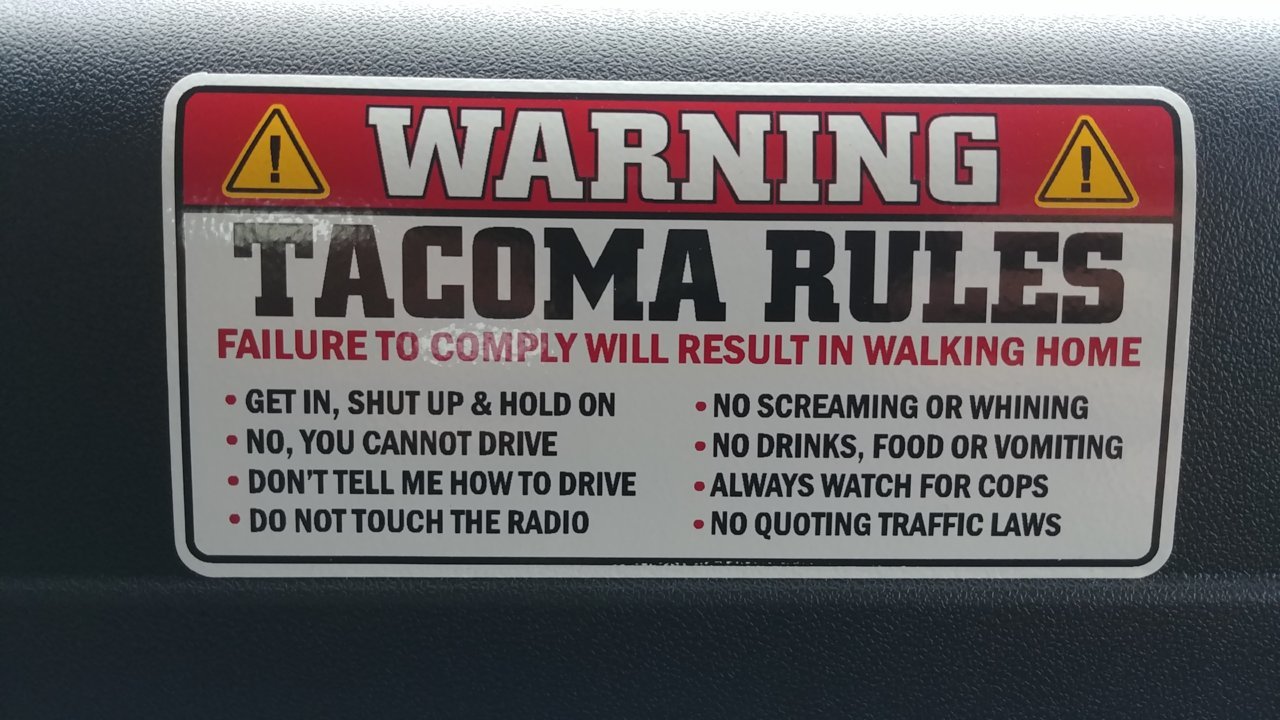 WARNING
TACOMA RULES
FAILURE TO COMPLY WILL RESULT IN WALKING HOME
• GET IN, SHUT UP & HOLD ON
• NO, YOU CANNOT DRIVE
• DON'T TELL ME HOW TO DRIVE
• DO NOT TOUCH THE RADIO
• NO SCREAMING OR WHINING
• NO DRINKS, FOOD OR VOMITING
• ALWAYS WATCH FOR COPS
• NO QUOTING TRAFFIC LAWS